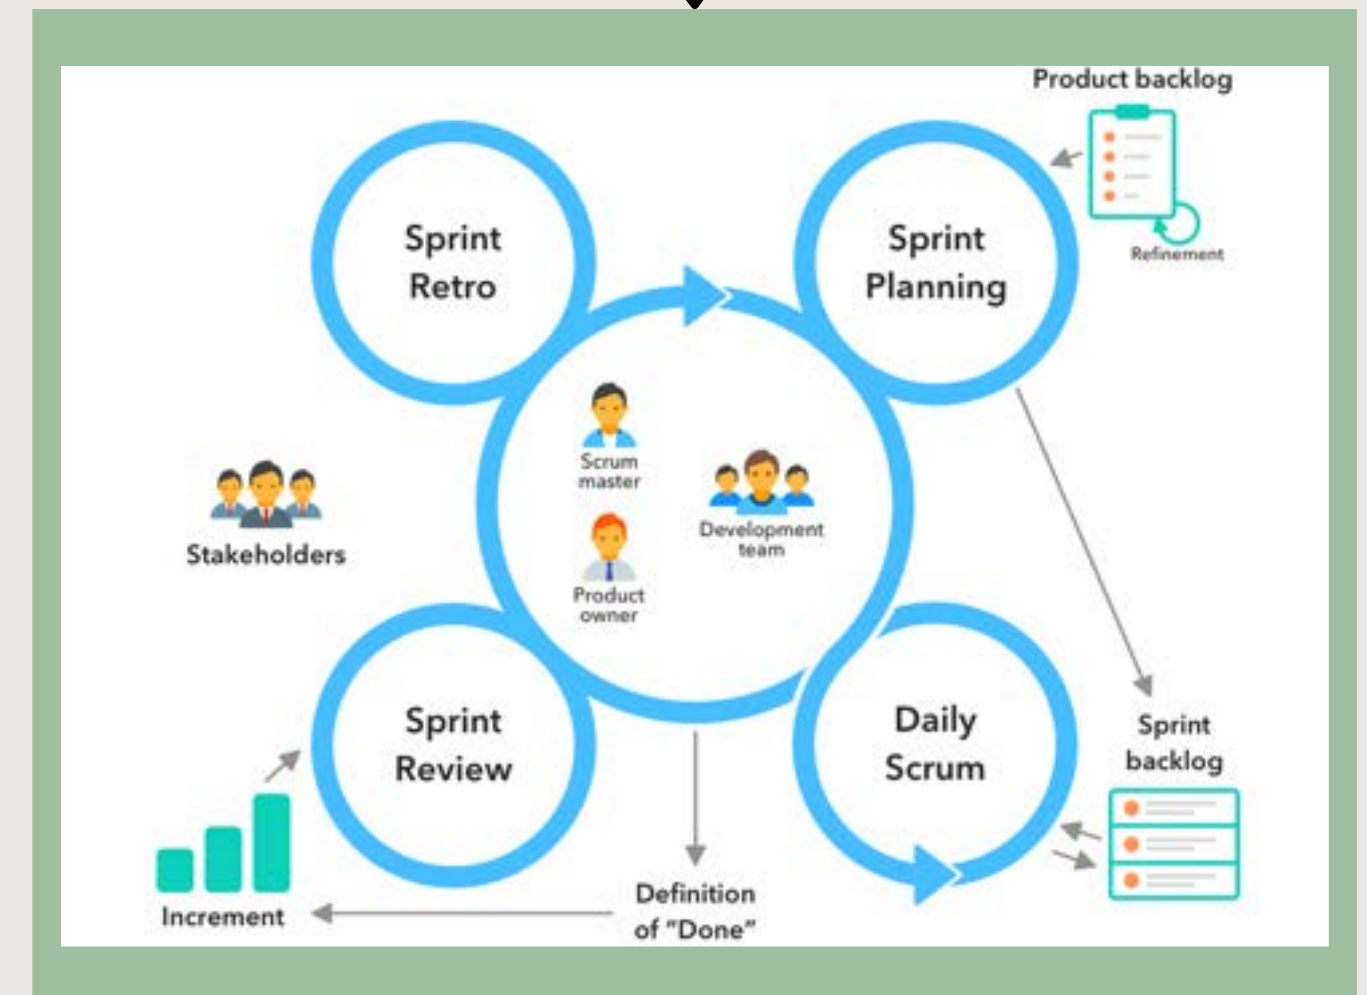 Product backlog
Refinement
Sprint
Retro
Sprint
Planning
Scrum
master
Development
team
Product
owner
Stakeholders
Sprint
Review
Daily
Scrum
Sprint
backlog
Increment
Definition
of "Done"